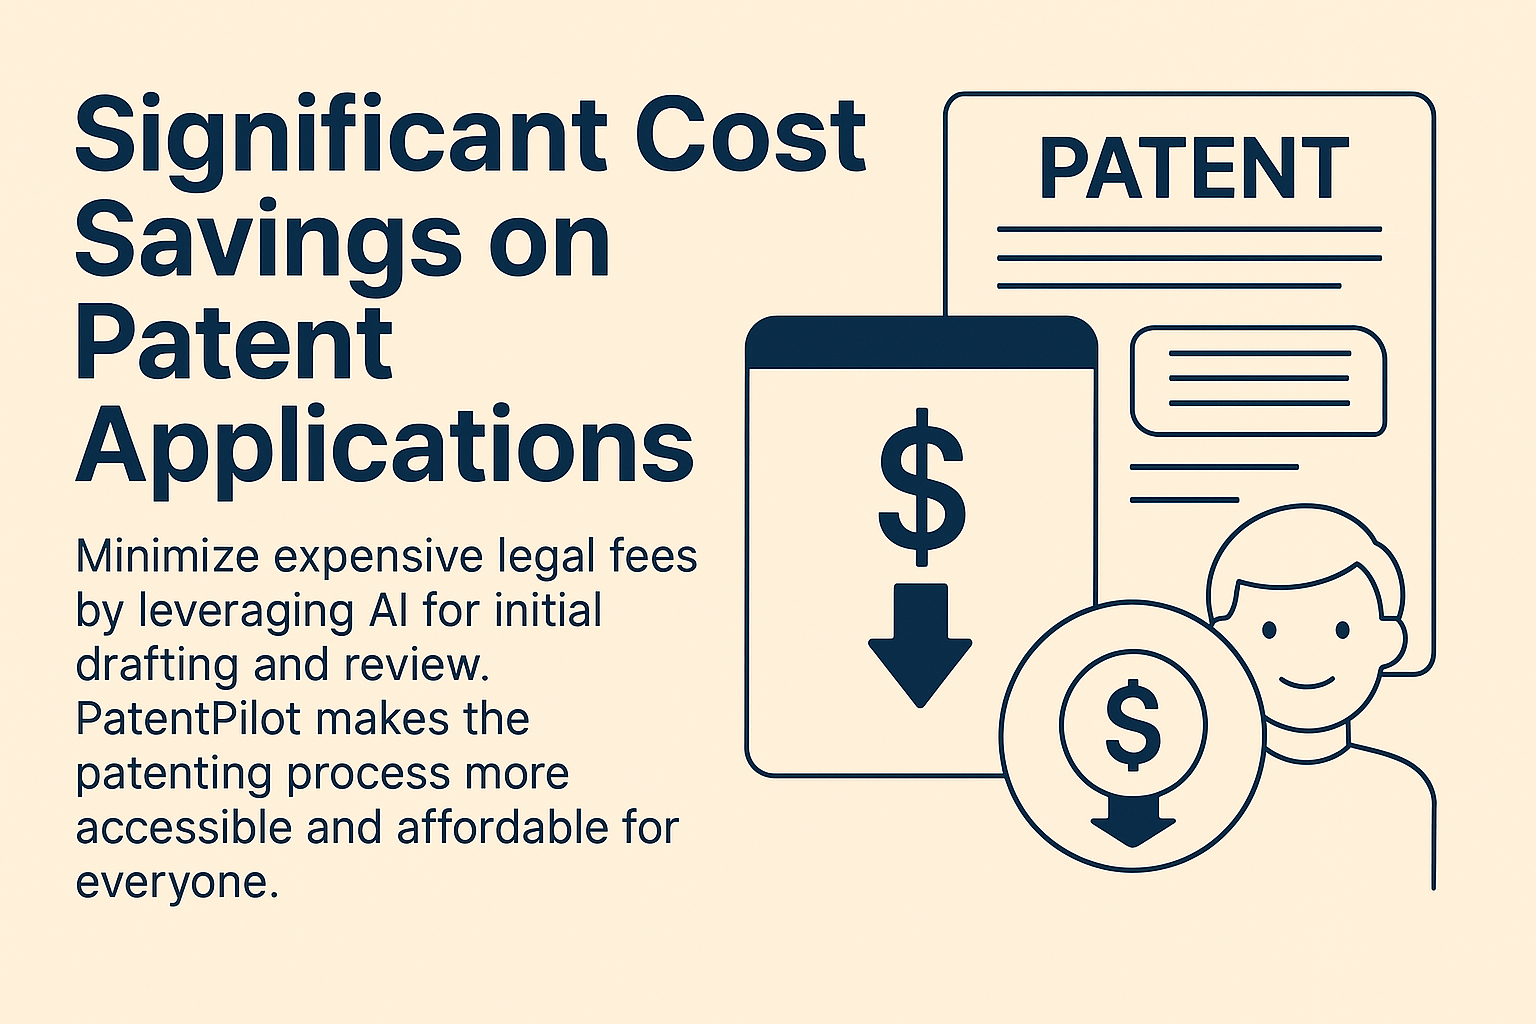 Significant Cost
Savings on
Patent
Applications
Minimize expensive legal fees
by leveraging AI for initial
drafting and review.
PatentPilot makes the
patenting process more
accessible and affordable for
everyone.
PATENT
$
$